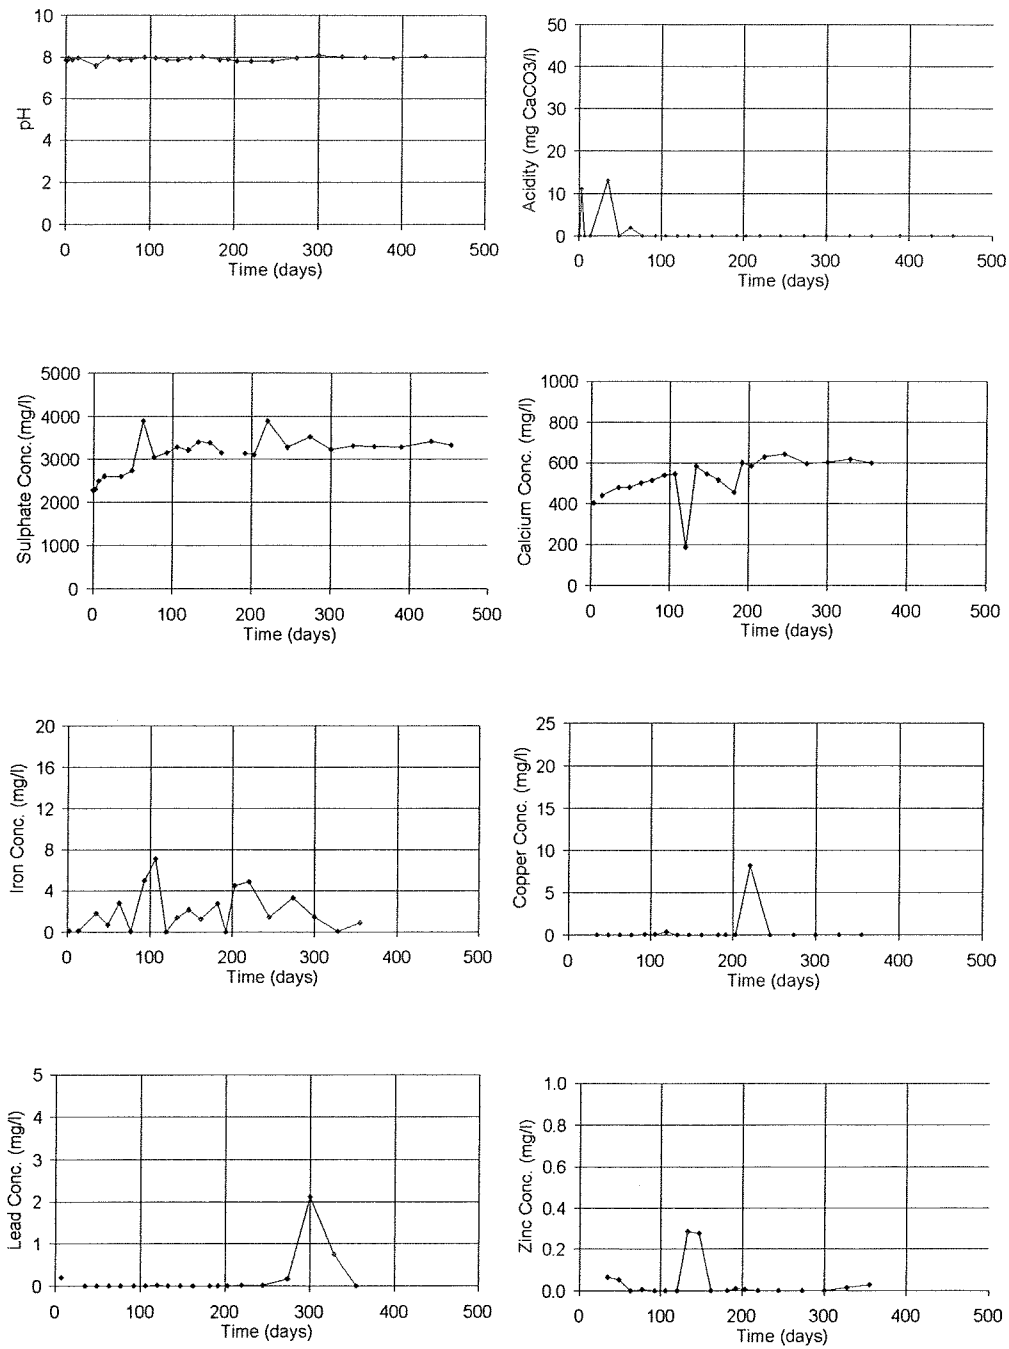 10
8
6
4
2
0
pH
0 100 200 300 400 500
Time (days)
50
40
30
20
10
0
Acidity (mg CaCO3/l)
0 100 200 300 400 500
Time (days)
5000
4000
3000
2000
1000
0
Sulphate Conc.(mg/l)
0 100 200 300 400 500
Time (days)
1000
800
600
400
200
0
Calcium Conc. (mg/l)
0 100 200 300 400 500
Time (days)
20
16
12
8
4
0
Iron Conc. (mg/l)
0 100 200 300 400 500
Time (days)
25
20
15
10
5
0
Copper Conc. (mg/l)
0 100 200 300 400 500
Time (days)
5
4
3
2
1
0
Lead Conc. (mg/l)
0 100 200 300 400 500
Time (days)
1.0
0.8
0.6
0.4
0.2
0.0
Zinc Conc. (mg/l)
0 100 200 300 400 500
Time (days)